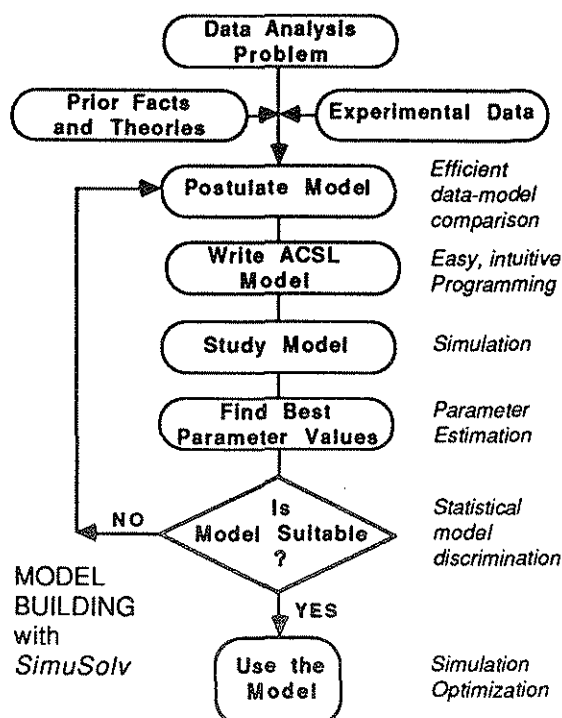 Data Analysis
Problem
Prior Facts
and Theories
Experimental Data
Postulate Model
Efficient
data-model
comparison
Write ACSL
Model
Easy, intuitive
Programming
Study Model
Simulation
Find Best
Parameter Values
Parameter
Estimation
Is
Model Suitable
?
NO
Statistical
model
discrimination
YES
MODEL
BUILDING
with
SimuSolv
Use the
Model
Simulation
Optimization